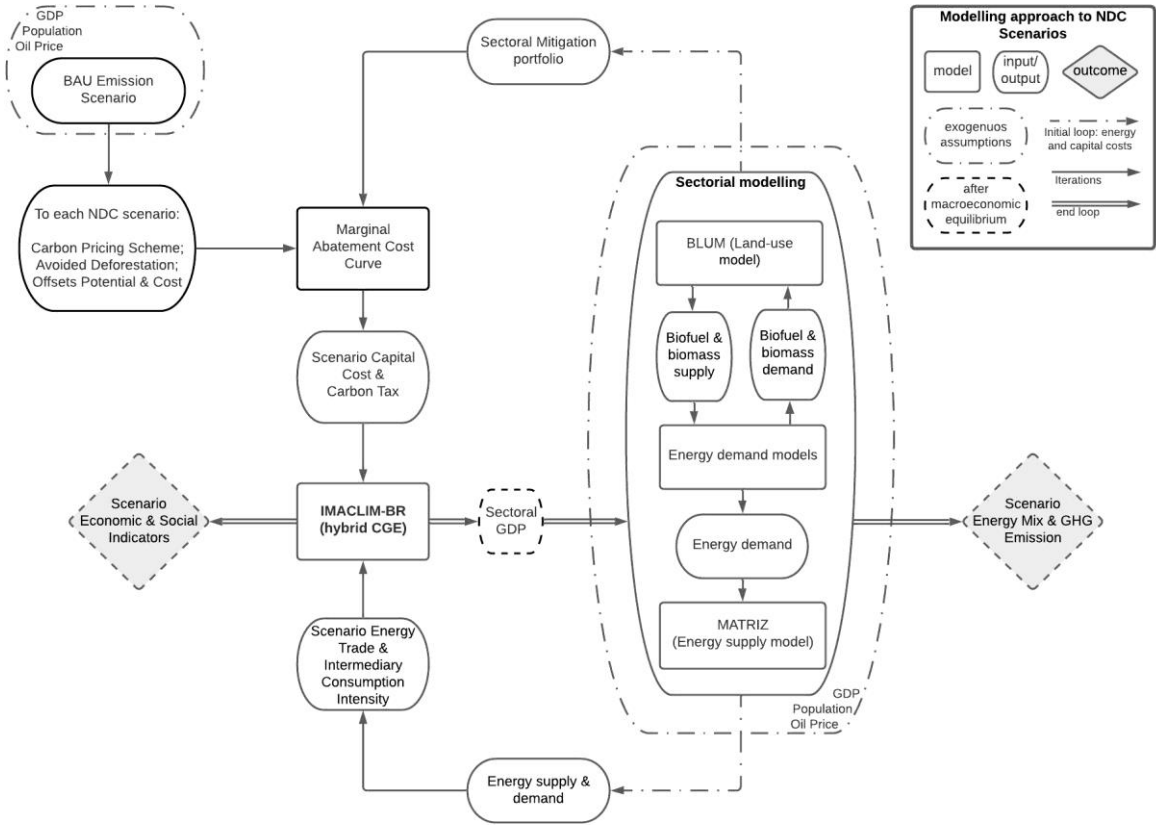 GDP
Population
Oil Price
BAU Emission
Scenario
To each NDC scenario:
Carbon Pricing Scheme;
Avoided Deforestation;
Offsets Potential & Cost
Sectoral Mitigation
portfolio
Marginal
Abatement Cost
Curve
Scenario Capital
Cost &
Carbon Tax
Scenario
Economic & Social
Indicators
IMACLIM-BR
(hybrid CGE)
Sectoral
GDP
Scenario Energy
Trade &
Intermediary
Consumption
Intensity
Energy supply &
demand
Sectorial modelling
BLUM (Land-use
model)
Biofuel &
biomass
supply
Biofuel &
biomass
demand
Energy demand models
Energy demand
MATRIZ
(Energy supply model)
GDP
Population
Oil Price
Scenario
Energy Mix & GHG
Emission
Modelling approach to NDC
Scenarios
model
input/
output
outcome
exogenuos
assumptions
Initial loop: energy
and capital costs
Iterations
after
macroeconomic
equilibrium
end loop